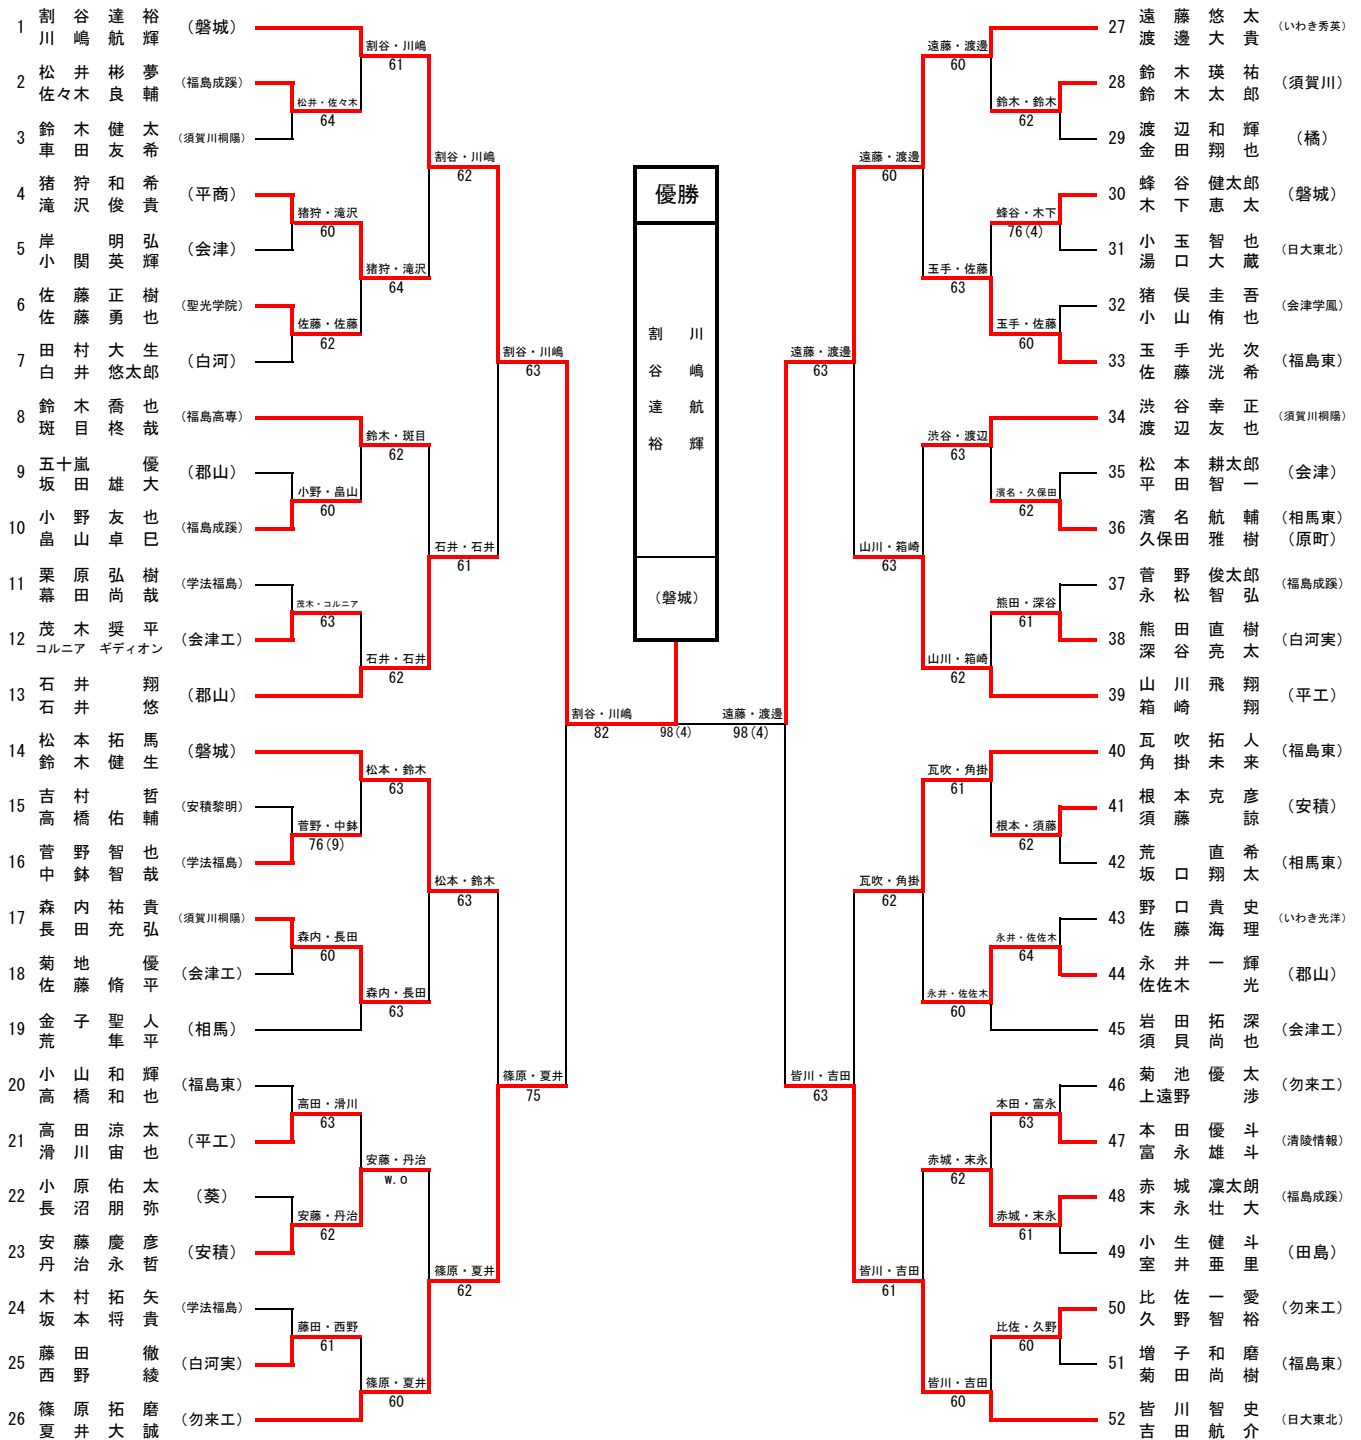 1 割谷達裕 (磐城)
川嶋航輝
2 松井彬夢 (福島成蹊)
佐々木良輔
3 鈴木健太 (須賀川桐陽)
車田友希
4 猪狩和希 (平商)
滝沢俊貴
5 岸明弘 (会津)
小関英輝
6 佐藤正樹 (聖光学院)
佐藤勇也
7 田村大生 (白河)
白井悠太郎
8 鈴木喬也 (福島高専)
斑目柊哉
9 五十嵐優 (郡山)
坂田雄大
10 小野友也 (福島成蹊)
畠山卓巳
11 栗原弘樹 (学法福島)
幕田尚哉
12 茂木奨平 (会津工)
コルニア ギディオン
13 石井翔 (郡山)
石井悠
14 松本拓馬 (磐城)
鈴木健生
15 吉村哲 (安積黎明)
高橋佑輔
16 菅野智也 (学法福島)
中鉢智哉
17 森内祐貴 (須賀川桐陽)
長田充弘
18 菊地優 (会津工)
佐藤脩平
19 金子聖人 (相馬)
荒隼平
20 小山和輝 (福島東)
高橋和也
21 高田涼太 (平工)
滑川宙也
22 小原佑太 (葵)
長沼朋弥
23 安藤慶彦 (安積)
丹治永哲
24 木村拓矢 (学法福島)
坂本将貴
25 藤田徹 (白河実)
西野綾
26 篠原拓磨 (勿来工)
夏井大誠
松井・佐々木
64
猪狩・滝沢
60
佐藤・佐藤
62
小野・畠山
60
茂木・コルニア
63
菅野・中鉢
76(9)
森内・長田
60
高田・滑川
63
安藤・丹治
62
藤田・西野
61
割谷・川嶋
61
猪狩・滝沢
64
鈴木・斑目
62
石井・石井
62
松本・鈴木
63
森内・長田
63
安藤・丹治
w.o
篠原・夏井
60
割谷・川嶋
62
石井・石井
61
松本・鈴木
63
篠原・夏井
62
割谷・川嶋
63
篠原・夏井
75
割谷・川嶋
82
優勝
割谷達裕
川嶋航輝
(磐城)
98(4)
遠藤・渡邊
98(4)
遠藤・渡邊
63
皆川・吉田
63
遠藤・渡邊
60
山川・箱崎
63
瓦吹・角掛
62
皆川・吉田
61
遠藤・渡邊
60
玉手・佐藤
63
渋谷・渡辺
63
山川・箱崎
62
瓦吹・角掛
61
永井・佐佐木
60
赤城・末永
62
皆川・吉田
60
鈴木・鈴木
62
蜂谷・木下
76(4)
玉手・佐藤
60
濱名・久保田
62
熊田・深谷
61
根本・須藤
62
永井・佐佐木
64
本田・富永
63
赤城・末永
61
比佐・久野
60
27 遠藤悠太 (いわき秀英)
渡邊大貴
28 鈴木瑛祐 (須賀川)
鈴木太郎
29 渡辺和輝 (橘)
金田翔也
30 蜂谷健太郎 (磐城)
木下恵太
31 小玉智也 (日大東北)
湯口大蔵
32 猪俣圭吾 (会津学鳳)
小山侑也
33 玉手光次 (福島東)
佐藤洸希
34 渋谷幸正 (須賀川桐陽)
渡辺友也
35 松本耕太郎 (会津)
平田智一
36 濱名航輔 (相馬東)
久保田雅樹 (原町)
37 菅野俊太郎 (福島成蹊)
永松智弘
38 熊田直樹 (白河実)
深谷亮太
39 山川飛翔 (平工)
箱崎翔
40 瓦吹拓人 (福島東)
角掛未来
41 根本克彦 (安積)
須藤諒
42 荒直希 (相馬東)
坂口翔太
43 野口貴史 (いわき光洋)
佐藤海理
44 永井一輝 (郡山)
佐佐木光
45 岩田拓深 (会津工)
須貝尚也
46 菊池優太 (勿来工)
上遠野渉
47 本田優斗 (清陵情報)
富永雄斗
48 赤城凜太朗 (福島成蹊)
末永壮大
49 小生健斗 (田島)
室井亜里
50 比佐一愛 (勿来工)
久野智裕
51 増子和磨 (福島東)
菊田尚樹
52 皆川智史 (日大東北)
吉田航介